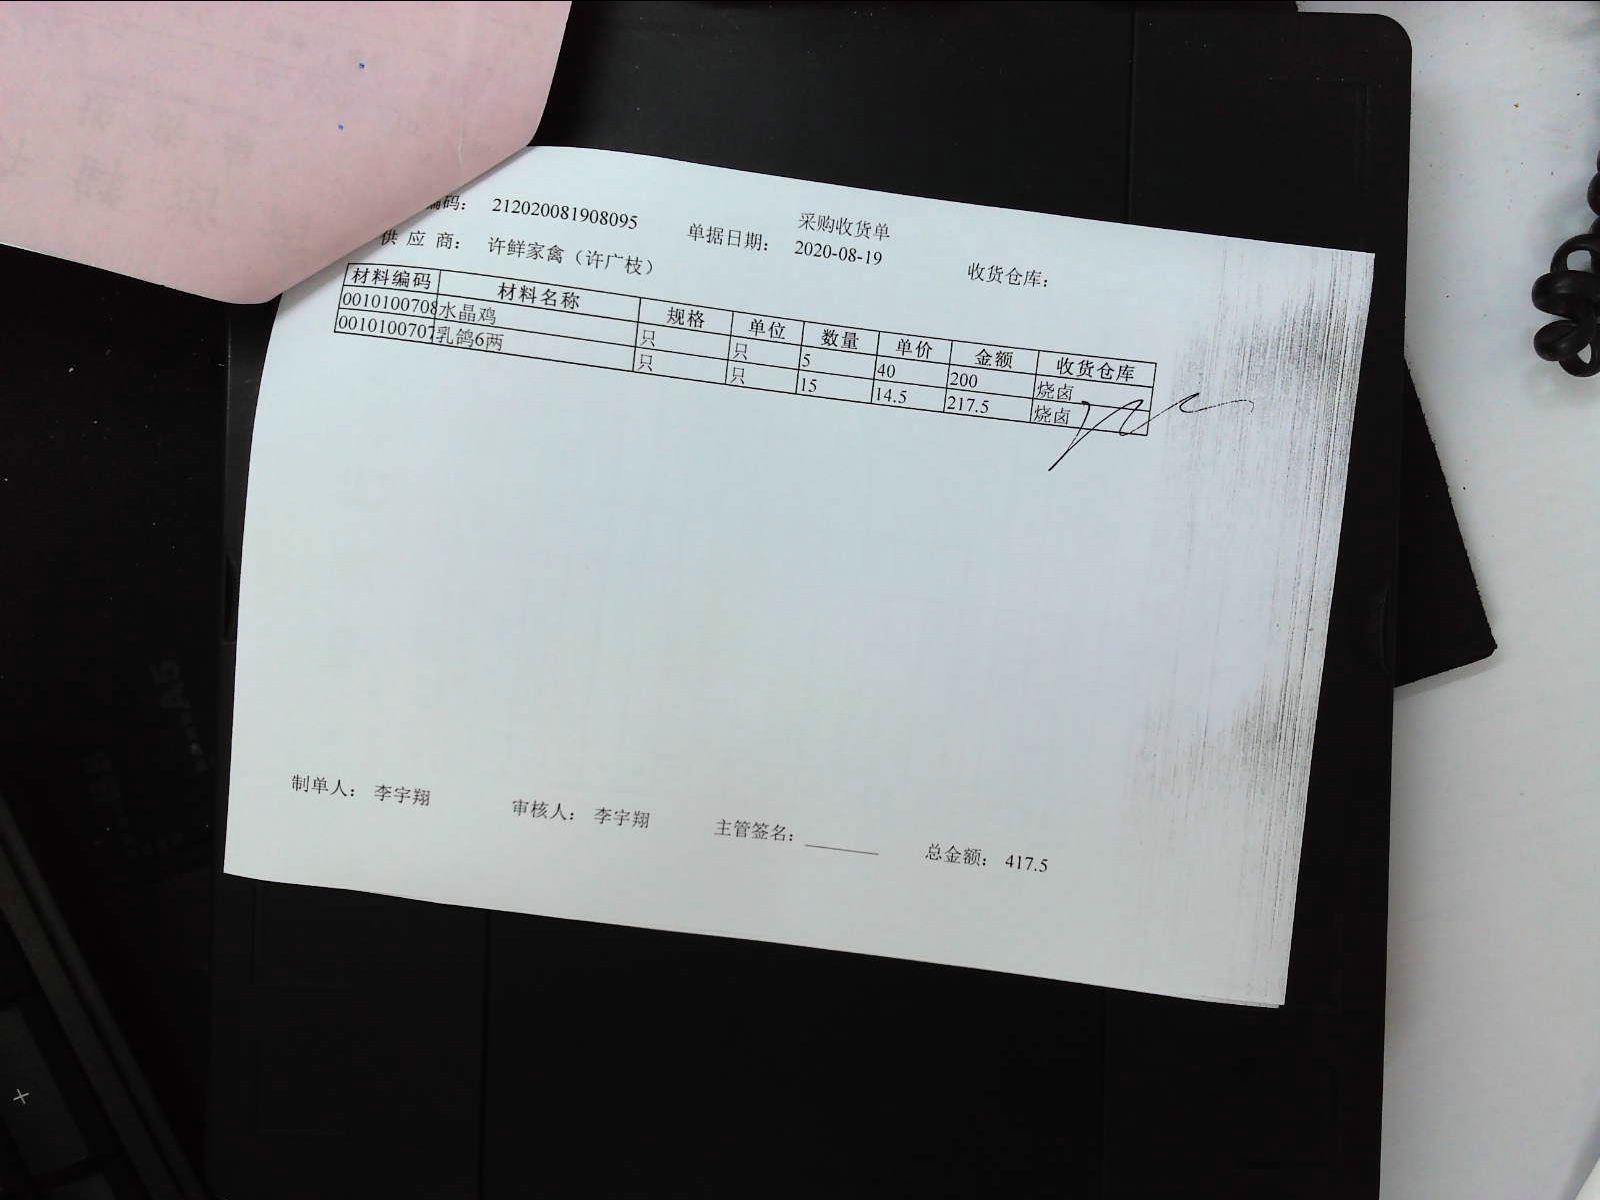 采购收货单
编码： 212020081908095 单据日期： 2020-08-19 收货仓库：
供 应 商： 许鲜家禽（许广枝）
材料编码 材料名称 规格 单位 数量 单价 金额 收货仓库
0010100708 水晶鸡 只 只 5 40 200 烧卤
0010100707 乳鸽6两 只 只 15 14.5 217.5 烧卤
制单人： 李宇翔 审核人： 李宇翔 主管签名： 总金额： 417.5